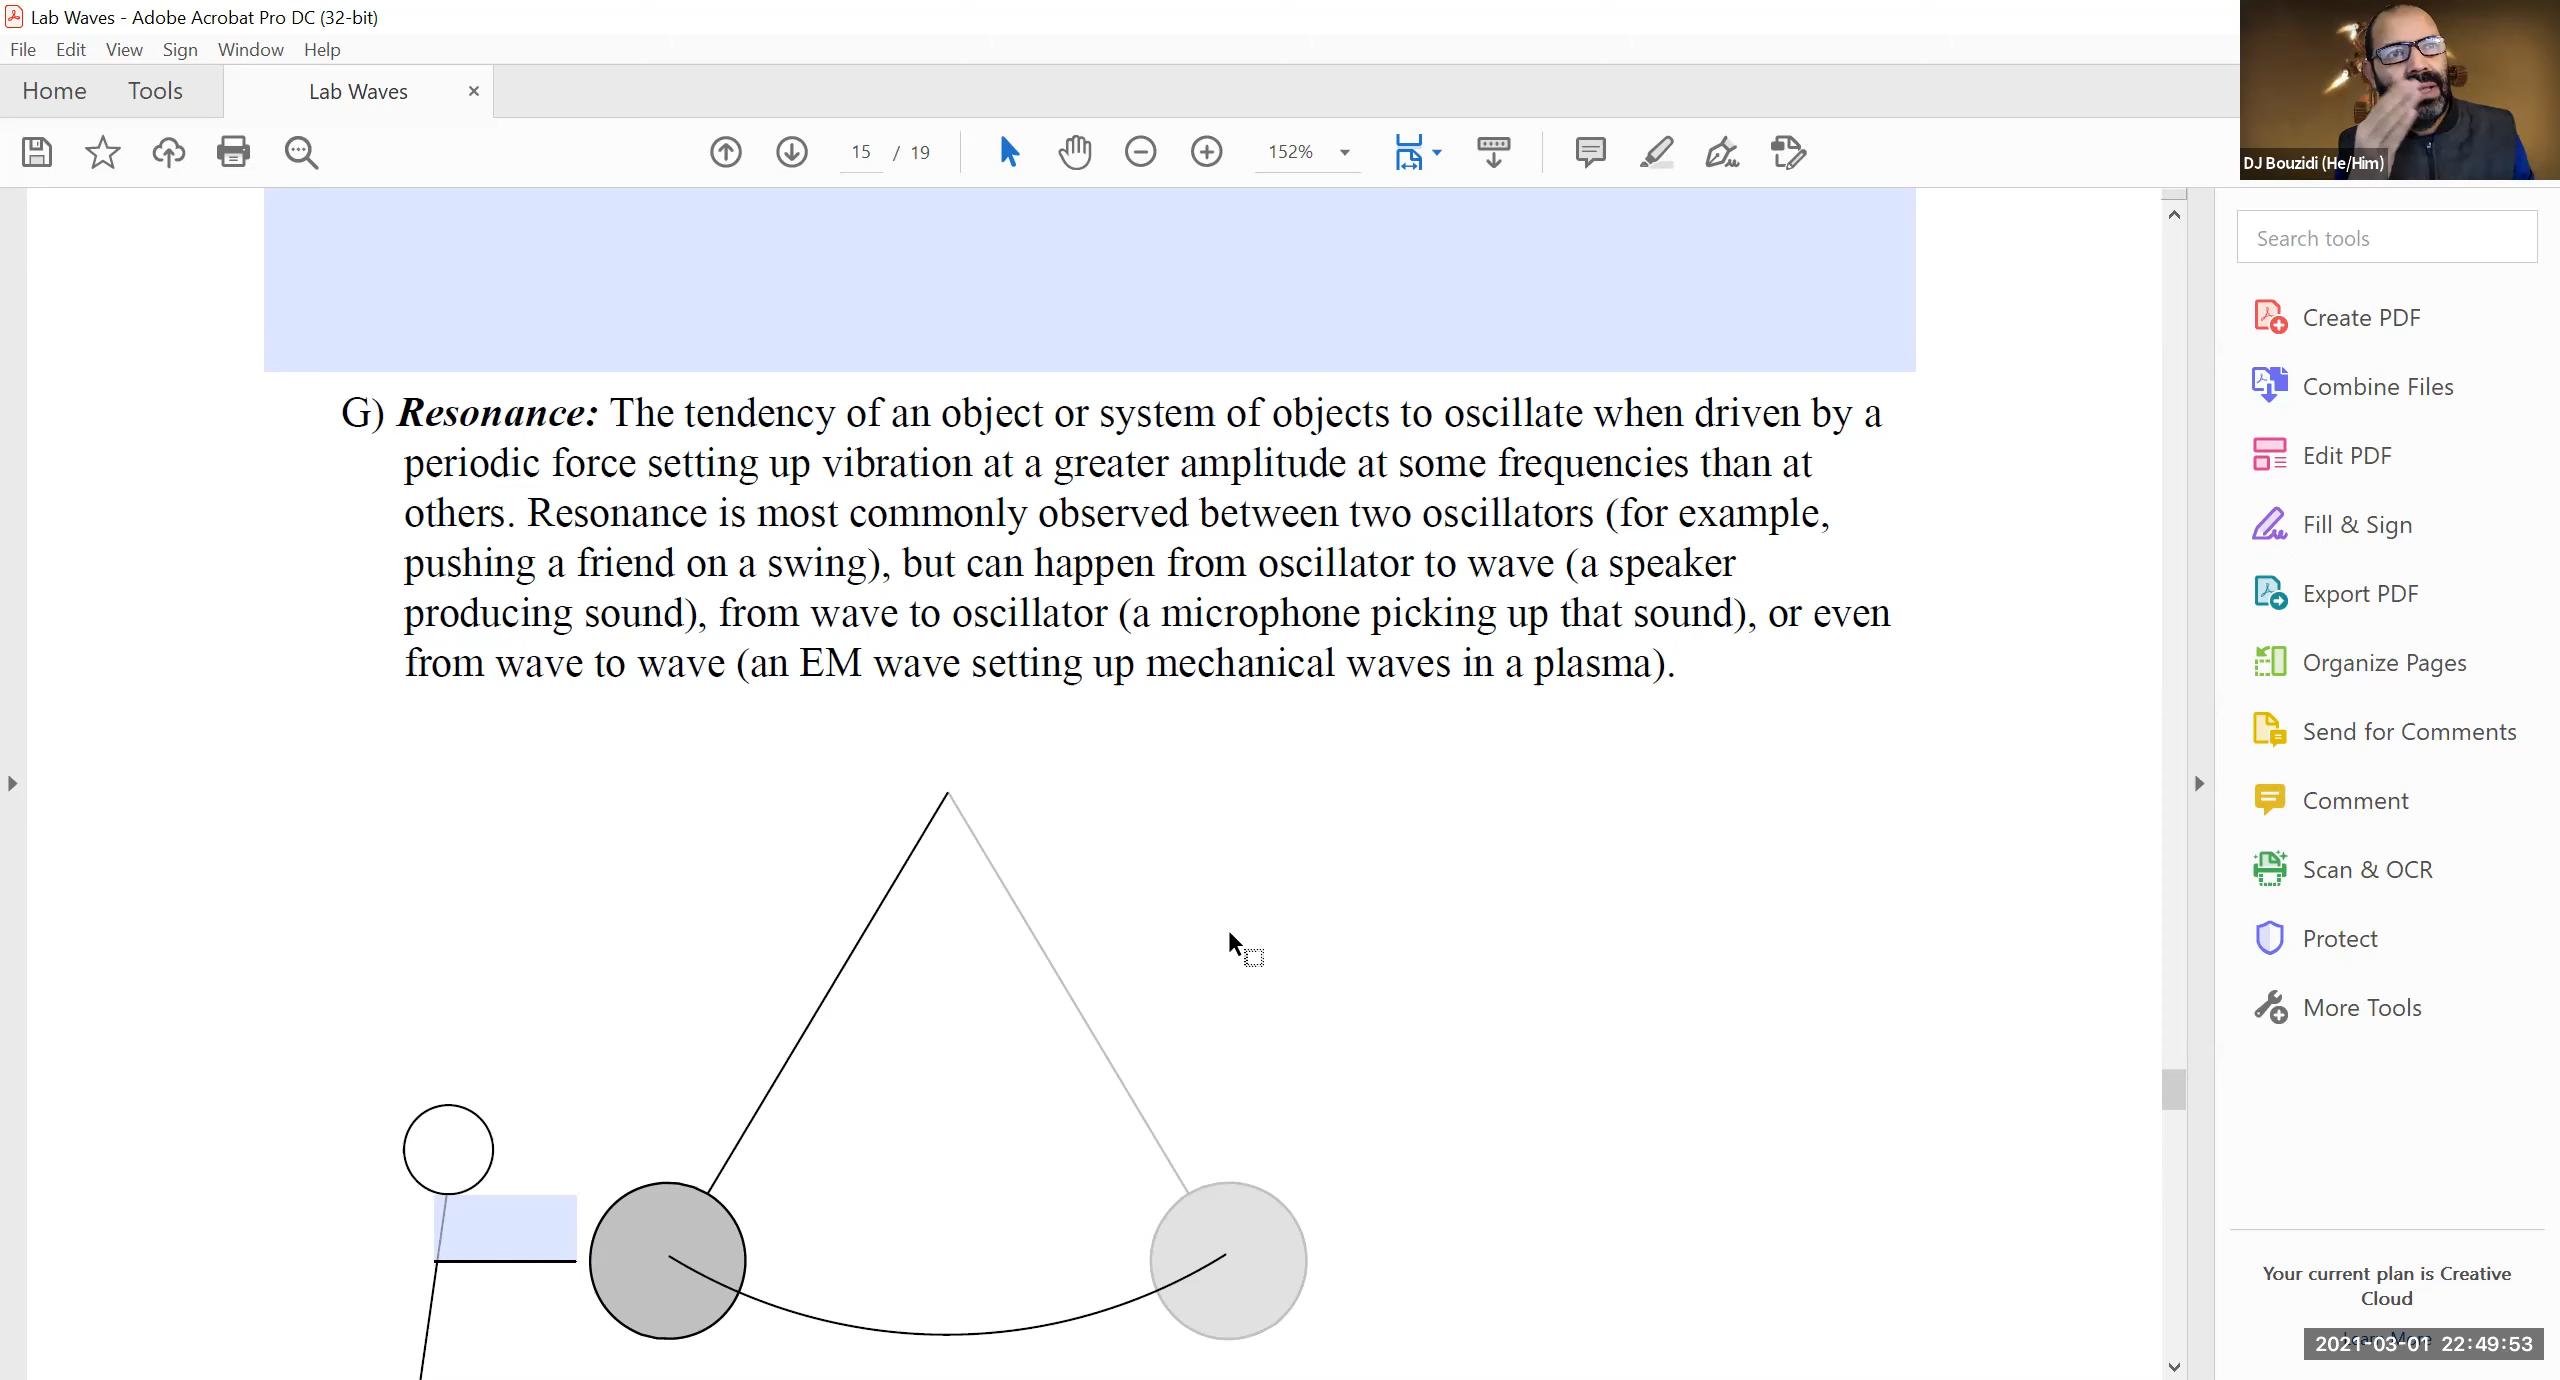 Lab Waves - Adobe Acrobat Pro DC (32-bit)
File Edit View Sign Window Help
Home Tools Lab Waves ×
15 / 19 152%
DJ Bouzidi (He/Him)
G) Resonance: The tendency of an object or system of objects to oscillate when driven by a
periodic force setting up vibration at a greater amplitude at some frequencies than at
others. Resonance is most commonly observed between two oscillators (for example,
pushing a friend on a swing), but can happen from oscillator to wave (a speaker
producing sound), from wave to oscillator (a microphone picking up that sound), or even
from wave to wave (an EM wave setting up mechanical waves in a plasma).
Search tools
Create PDF
Combine Files
Edit PDF
Fill & Sign
Export PDF
Organize Pages
Send for Comments
Comment
Scan & OCR
Protect
More Tools
Your current plan is Creative
Cloud
2021-03-01 22:49:53